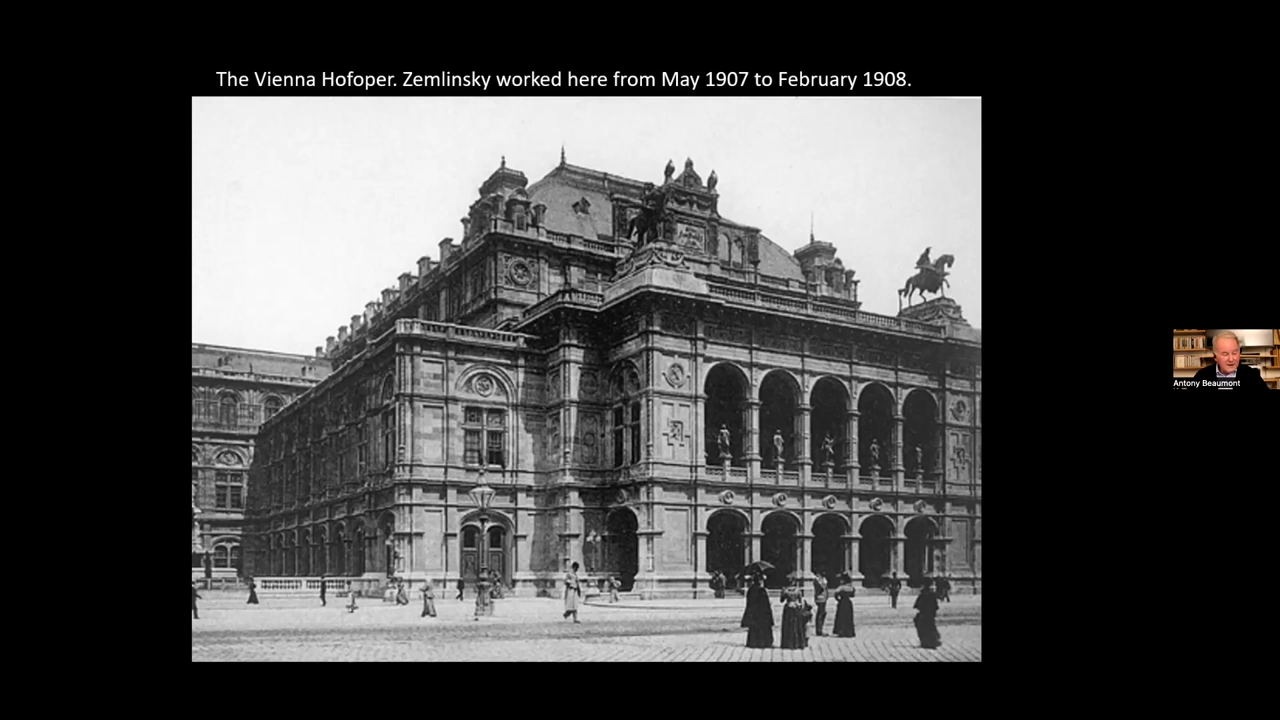 The Vienna Hofoper. Zemlinsky worked here from May 1907 to February 1908.
Antony Beaumont